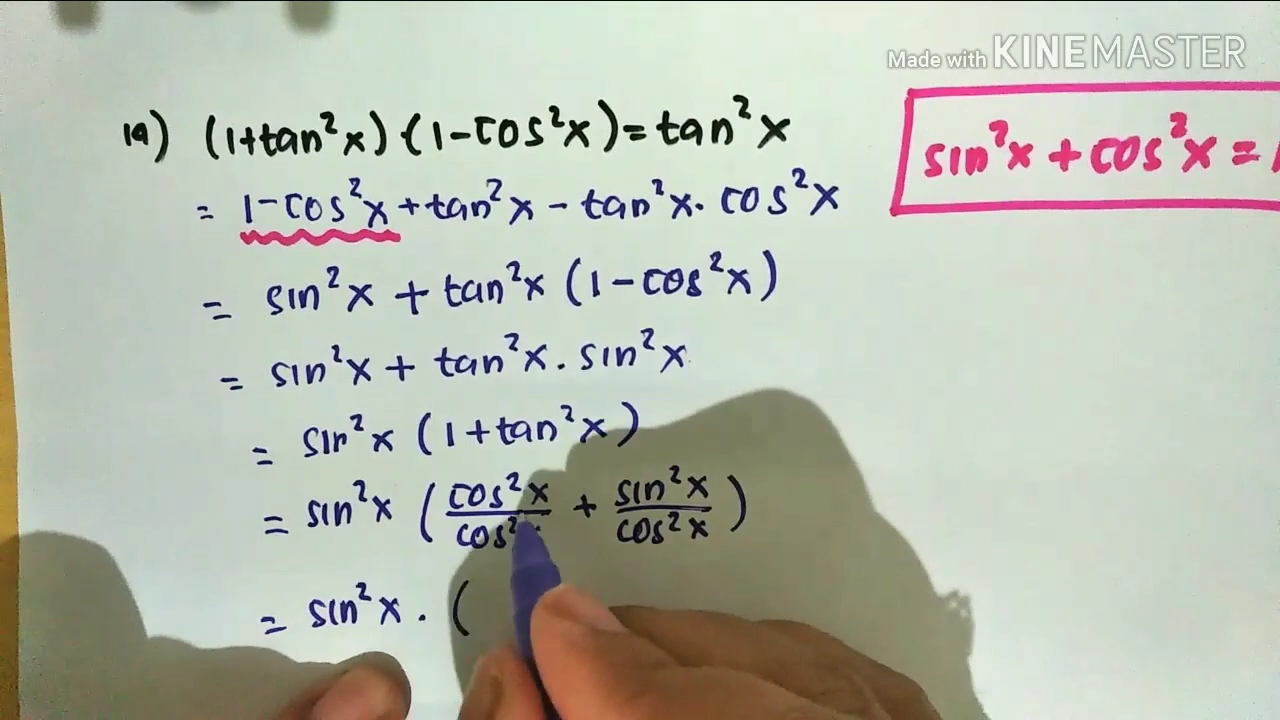 Made with KINEMASTER
19) (1+tan²x).(1-cos²x)=tan²x
sin²x + cos²x = 1
= 1-cos²x+tan²x - tan²x. cos²x
= sin²x + tan²x (1-cos²x)
= sin²x + tan²x. sin²x
= sin²x (1+tan²x)
= sin²x (cos²x/cos²x + sin²x/cos²x)
= sin²x . (